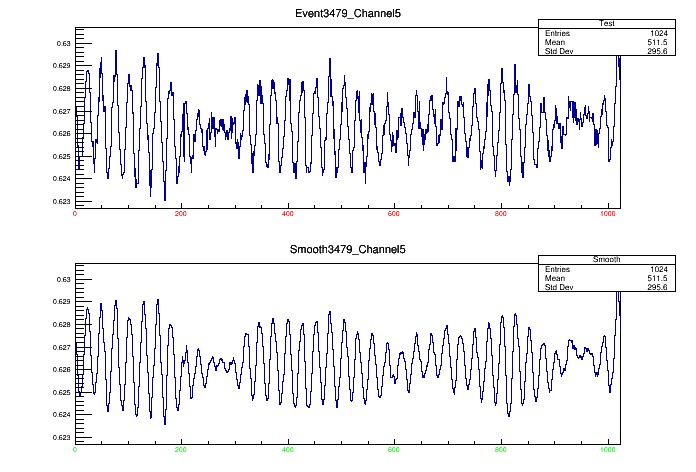 Event3479_Channel5
Test
Entries 1024
Mean 511.5
Std Dev 295.6
0.63
0.629
0.628
0.627
0.626
0.625
0.624
0.623
0 200 400 600 800 1000
Smooth3479_Channel5
Smooth
Entries 1024
Mean 511.5
Std Dev 295.6
0.63
0.629
0.628
0.627
0.626
0.625
0.624
0.623
0 200 400 600 800 1000